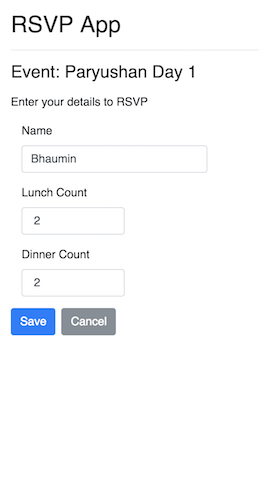 RSVP App
Event: Paryushan Day 1
Enter your details to RSVP
Name
Bhaumin
Lunch Count
2
Dinner Count
2
Save Cancel